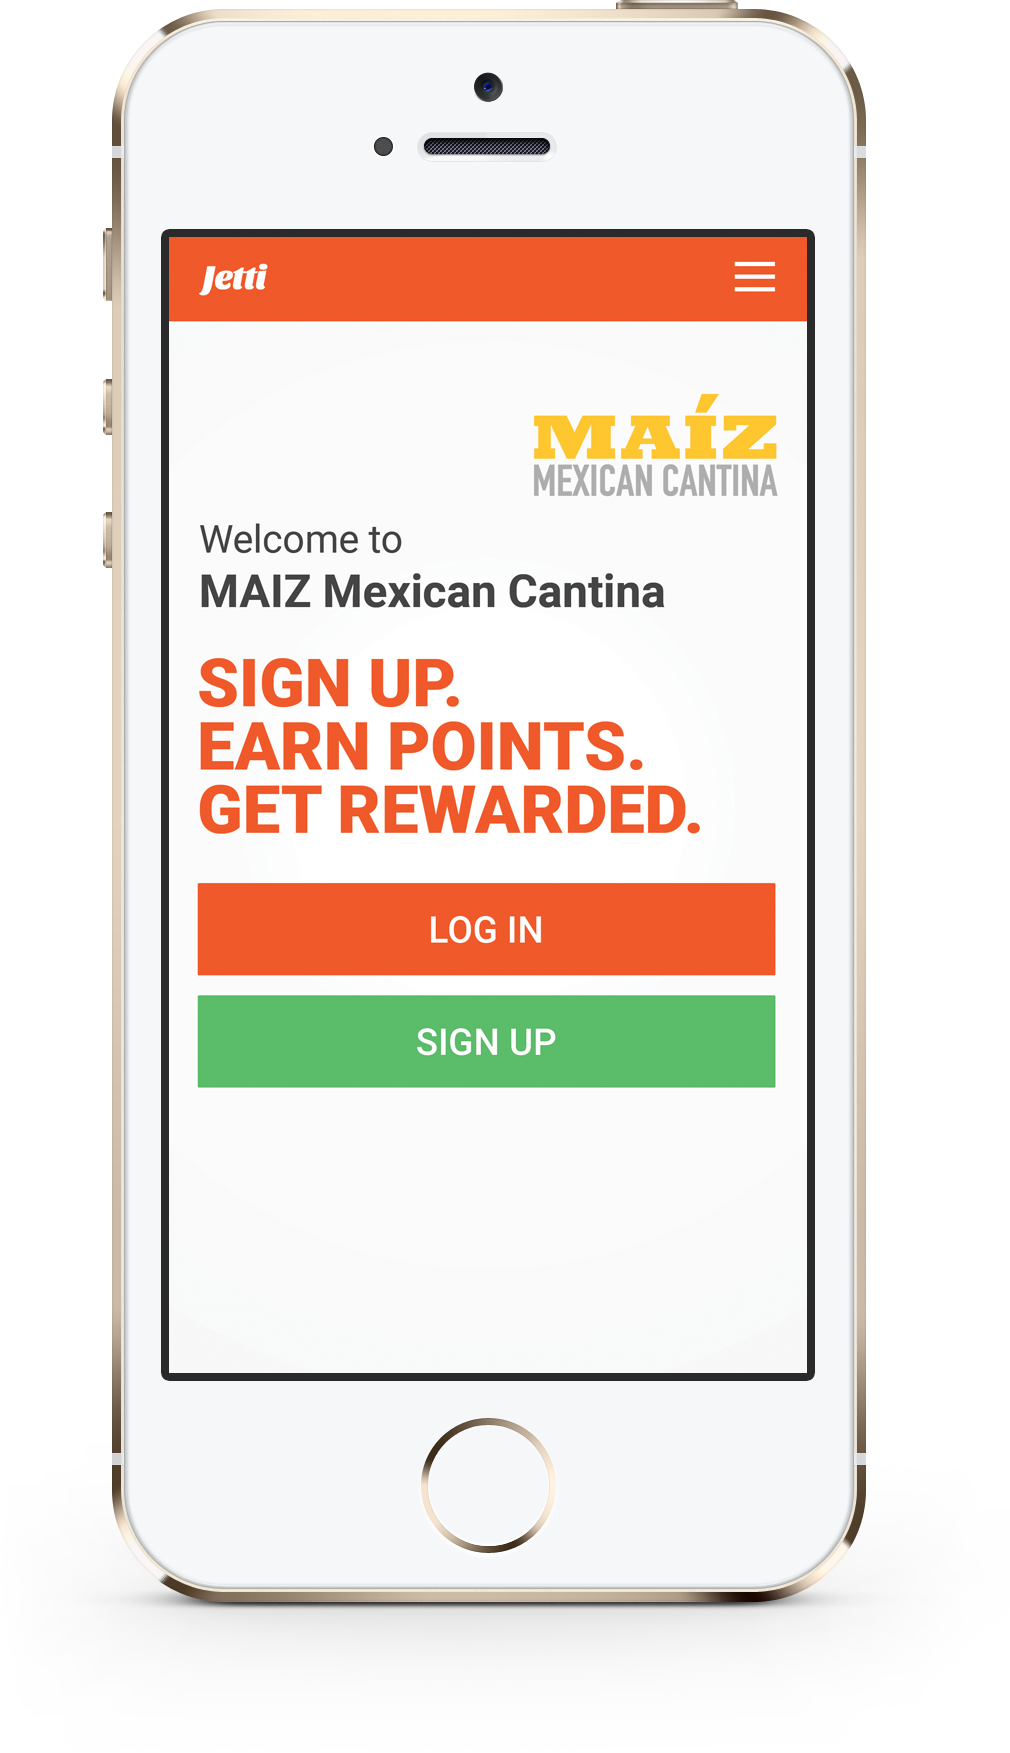 Jetti
MAÍZ
MEXICAN CANTINA
Welcome to
MAIZ Mexican Cantina
SIGN UP.
EARN POINTS.
GET REWARDED.
LOG IN
SIGN UP